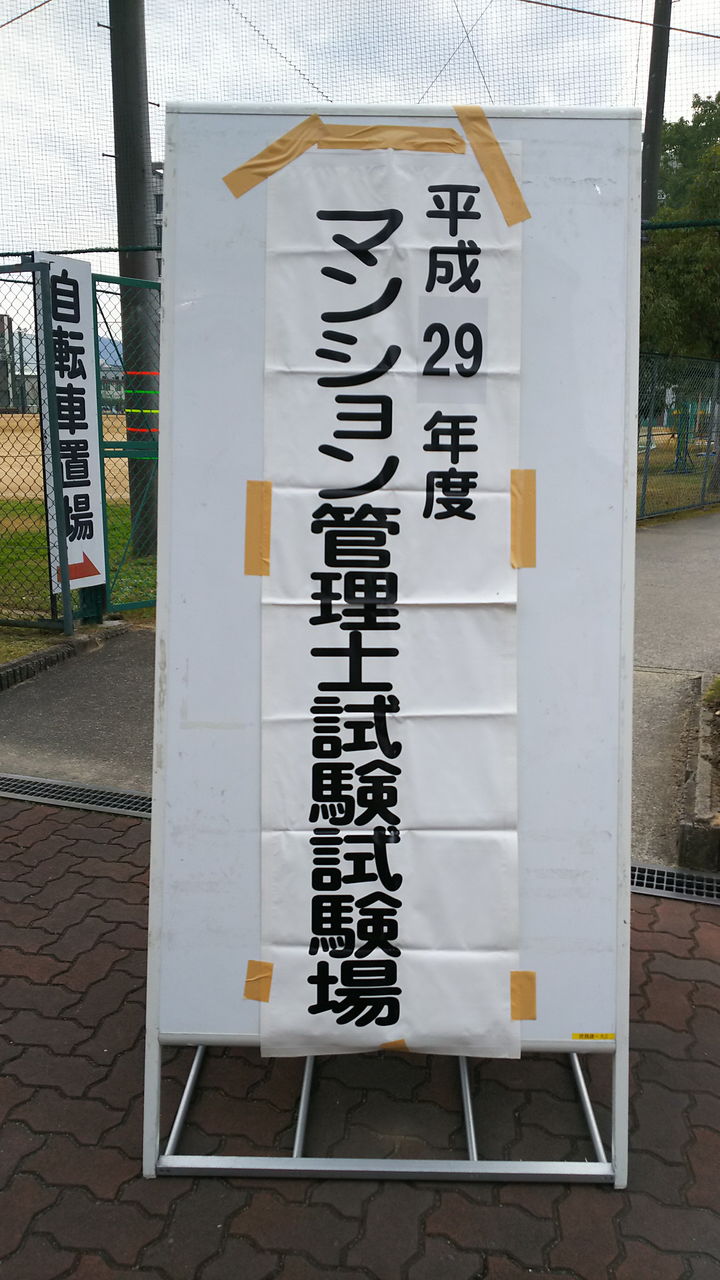 平成29年度
マンション管理士試験試験場
自転車置場